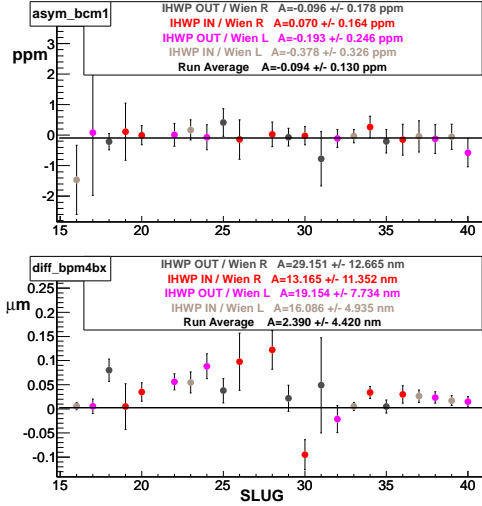 asym_bcm1
IHWP OUT / Wien R A=-0.096 +/- 0.178 ppm
IHWP IN / Wien R A=0.070 +/- 0.164 ppm
IHWP OUT / Wien L A=-0.193 +/- 0.246 ppm
IHWP IN / Wien L A=-0.378 +/- 0.326 ppm
Run Average A=-0.094 +/- 0.130 ppm
ppm
3
2
1
0
-1
-2
15 20 25 30 35 40
diff_bpm4bx
IHWP OUT / Wien R A=29.151 +/- 12.665 nm
IHWP IN / Wien R A=13.165 +/- 11.352 nm
IHWP OUT / Wien L A=19.154 +/- 7.734 nm
IHWP IN / Wien L A=16.086 +/- 4.935 nm
Run Average A=2.390 +/- 4.420 nm
μm
0.25
0.2
0.15
0.1
0.05
0
-0.05
-0.1
15 20 25 30 35 40
SLUG